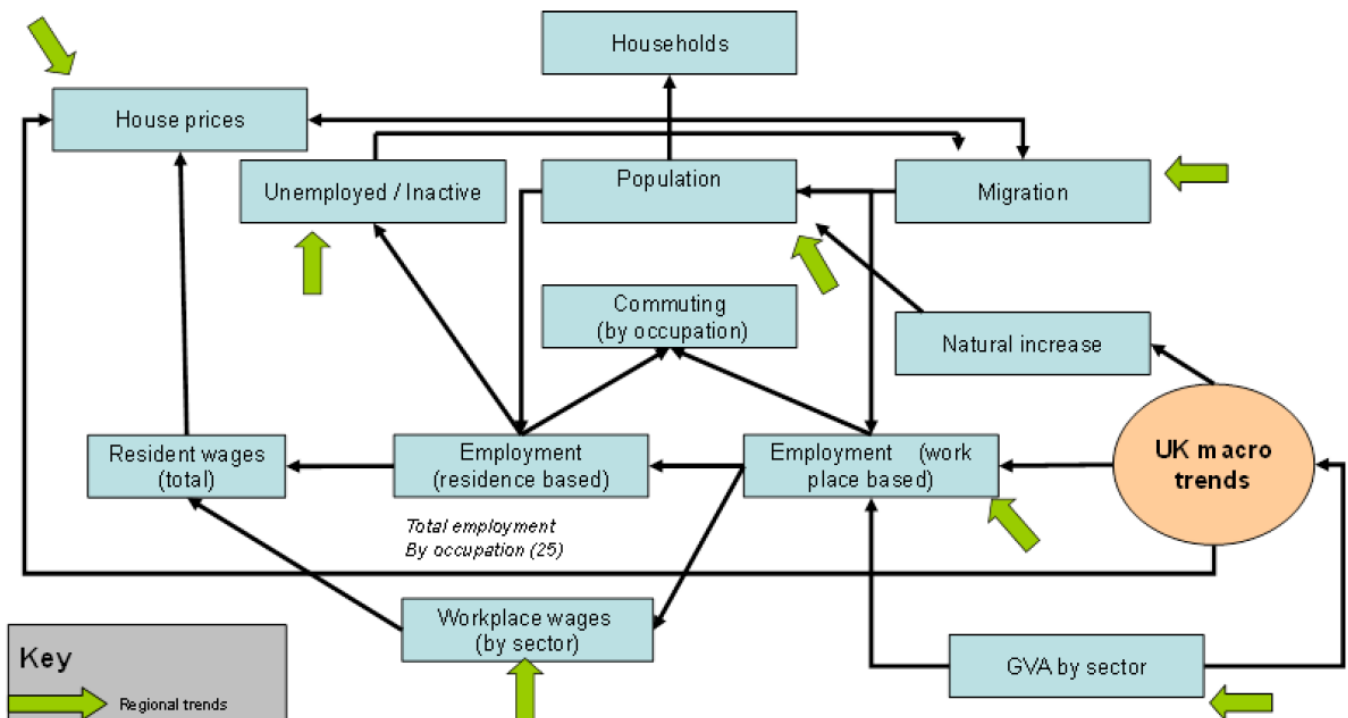 Households
House prices
Unemployed / Inactive
Population
Migration
Commuting
(by occupation)
Natural increase
Resident wages
(total)
Employment
(residence based)
Employment (work
place based)
UK macro
trends
Total employment
By occupation (25)
Workplace wages
(by sector)
GVA by sector
Key
Regional trends